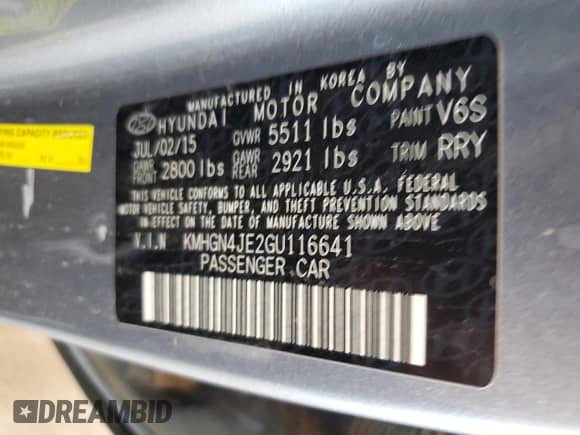 MANUFACTURED IN KOREA BY
HYUNDAI MOTOR COMPANY
JUL/02/15 GVWR 5511 lbs PAINT V6S
GAWR FRONT 2800 lbs GAWR REAR 2921 lbs TRIM RRY
THIS VEHICLE CONFORMS TO ALL APPLICABLE U.S.A. FEDERAL
MOTOR VEHICLE SAFETY, BUMPER, AND THEFT PREVENTION STANDARDS
IN EFFECT ON THE DATE OF MANUFACTURE SHOWN ABOVE
V.I.N KMHGN4JE2GU116641
PASSENGER CAR
DREAMBID